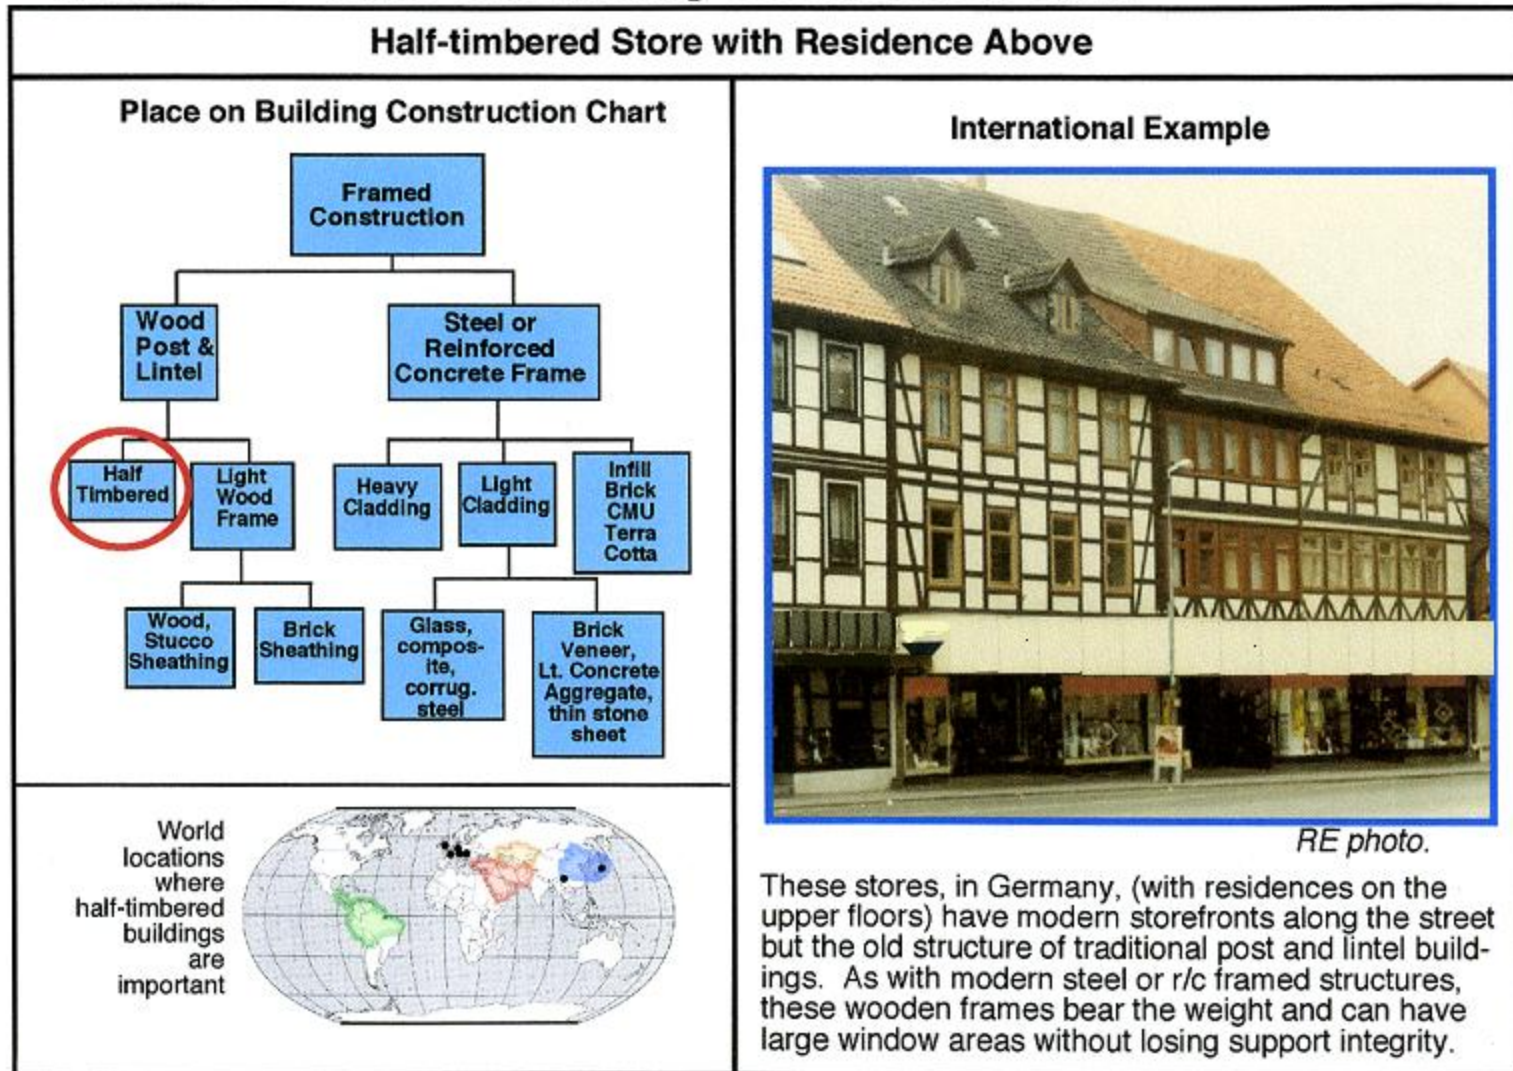 Half-timbered Store with Residence Above
Place on Building Construction Chart
Framed
Construction
Wood
Post &
Lintel
Steel or
Reinforced
Concrete Frame
Half
Timbered
Light
Wood
Frame
Heavy
Cladding
Light
Cladding
Infill
Brick
CMU
Terra
Cotta
Wood,
Stucco
Sheathing
Brick
Sheathing
Glass,
compos-
ite,
corrug.
steel
Brick
Veneer,
Lt. Concrete
Aggregate,
thin stone
sheet
World
locations
where
half-timbered
buildings
are
important
International Example
RE photo.
These stores, in Germany, (with residences on the
upper floors) have modern storefronts along the street
but the old structure of traditional post and lintel build-
ings.  As with modern steel or r/c framed structures,
these wooden frames bear the weight and can have
large window areas without losing support integrity.